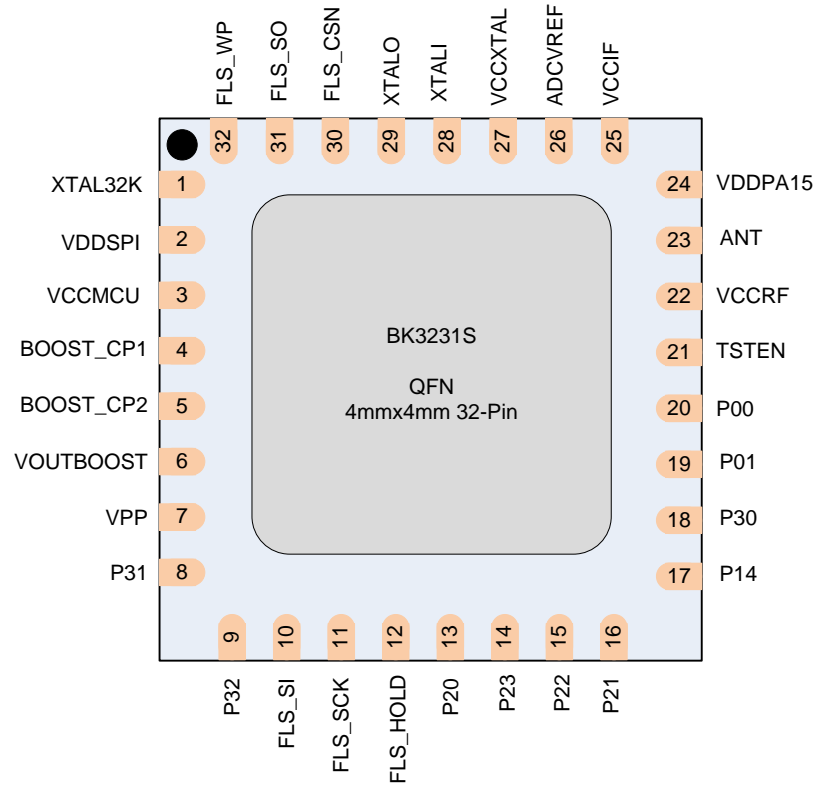 FLS_WP
FLS_SO
FLS_CSN
XTALO
XTALI
VCCXTAL
ADCVREF
VCCIF
32
31
30
29
28
27
26
25
XTAL32K 1
VDDSPI 2
VCCMCU 3
BOOST_CP1 4
BOOST_CP2 5
VOUTBOOST 6
VPP 7
P31 8
BK3231S
QFN
4mmx4mm 32-Pin
24 VDDPA15
23 ANT
22 VCCRF
21 TSTEN
20 P00
19 P01
18 P30
17 P14
9
10
11
12
13
14
15
16
P32
FLS_SI
FLS_SCK
FLS_HOLD
P20
P23
P22
P21